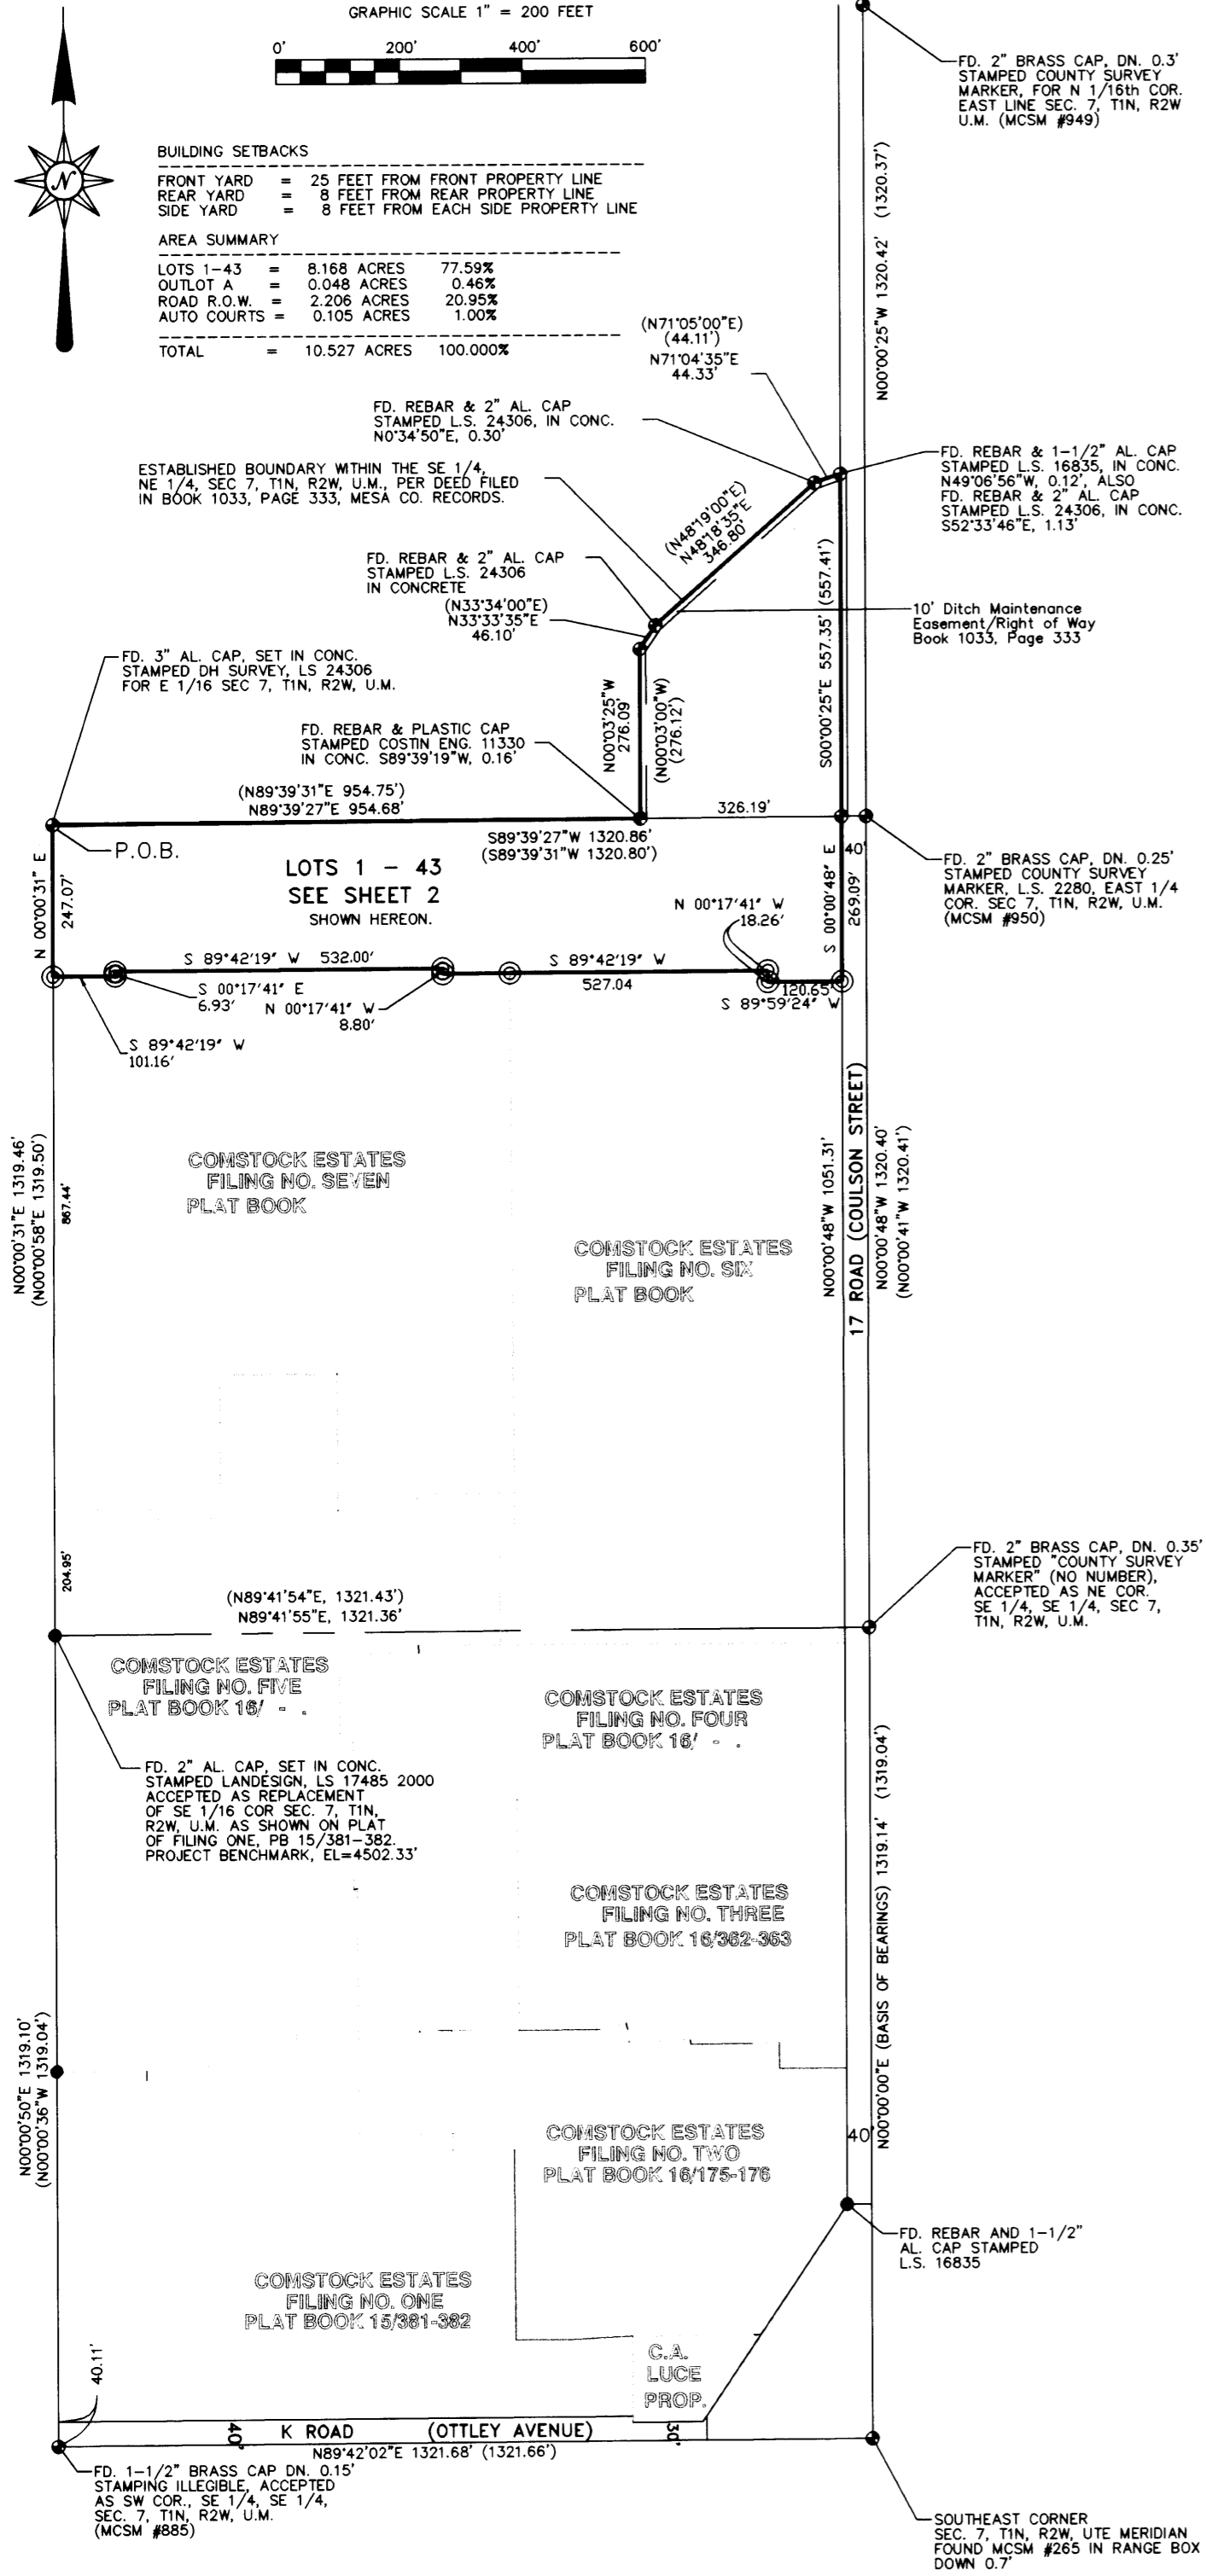 GRAPHIC SCALE 1" = 200 FEET
0' 200' 400' 600'
N
BUILDING SETBACKS
FRONT YARD = 25 FEET FROM FRONT PROPERTY LINE
REAR YARD = 8 FEET FROM REAR PROPERTY LINE
SIDE YARD = 8 FEET FROM EACH SIDE PROPERTY LINE
AREA SUMMARY
LOTS 1-43 = 8.168 ACRES 77.59%
OUTLOT A = 0.048 ACRES 0.46%
ROAD R.O.W. = 2.206 ACRES 20.95%
AUTO COURTS = 0.105 ACRES 1.00%
TOTAL = 10.527 ACRES 100.000%
FD. 2" BRASS CAP, DN. 0.3'
STAMPED COUNTY SURVEY
MARKER, FOR N 1/16th COR.
EAST LINE SEC. 7, T1N, R2W
U.M. (MCSM #949)
N00°00'25"W 1320.42' (1320.37')
(N71°05'00"E)
(44.11')
N71°04'35"E
44.33'
FD. REBAR & 2" AL. CAP
STAMPED L.S. 24306, IN CONC.
N0°34'50"E, 0.30'
ESTABLISHED BOUNDARY WITHIN THE SE 1/4,
NE 1/4, SEC 7, T1N, R2W, U.M., PER DEED FILED
IN BOOK 1033, PAGE 333, MESA CO. RECORDS.
FD. REBAR & 1-1/2" AL. CAP
STAMPED L.S. 16835, IN CONC.
N49°06'56"W, 0.12', ALSO
FD. REBAR & 2" AL. CAP
STAMPED L.S. 24306, IN CONC.
S52°33'46"E, 1.13'
(N48°19'00"E)
N48°18'35"E
346.80'
FD. REBAR & 2" AL. CAP
STAMPED L.S. 24306
IN CONCRETE
(N33°34'00"E)
N33°33'35"E
46.10'
S00°00'25"E 557.35' (557.41')
10' Ditch Maintenance
Easement/Right of Way
Book 1033, Page 333
FD. 3" AL. CAP, SET IN CONC.
STAMPED DH SURVEY, LS 24306
FOR E 1/16 SEC 7, T1N, R2W, U.M.
FD. REBAR & PLASTIC CAP
STAMPED COSTIN ENG. 11330
IN CONC. S89°39'19"W, 0.16'
N00°03'25"W
276.09'
(N00°03'00"W)
(276.12')
(N89°39'31"E 954.75')
N89°39'27"E 954.68'
326.19'
S89°39'27"W 1320.86'
(S89°39'31"W 1320.80')
P.O.B.
LOTS 1 - 43
SEE SHEET 2
SHOWN HEREON.
N 00°00'31" E
247.07'
40'
S 00°00'48" E
269.09'
FD. 2" BRASS CAP, DN. 0.25'
STAMPED COUNTY SURVEY
MARKER, L.S. 2280, EAST 1/4
COR. SEC 7, T1N, R2W, U.M.
(MCSM #950)
N 00°17'41" W
18.26'
S 89°42'19" W 532.00'
S 89°42'19" W
527.04
S 00°17'41" E
6.93'
N 00°17'41" W
8.80'
120.65'
S 89°59'24" W
S 89°42'19" W
101.16'
N00°00'31"E 1319.46'
(N00°00'58"E 1319.50')
867.44'
COMSTOCK ESTATES
FILING NO. SEVEN
PLAT BOOK
COMSTOCK ESTATES
FILING NO. SIX
PLAT BOOK
N00°00'48"W 1051.31'
17 ROAD (COULSON STREET)
N00°00'48"W 1320.40'
(N00°00'41"W 1320.41')
204.95'
(N89°41'54"E, 1321.43')
N89°41'55"E, 1321.36'
FD. 2" BRASS CAP, DN. 0.35'
STAMPED "COUNTY SURVEY
MARKER" (NO NUMBER),
ACCEPTED AS NE COR.
SE 1/4, SE 1/4, SEC 7,
T1N, R2W, U.M.
COMSTOCK ESTATES
FILING NO. FIVE
PLAT BOOK 16/ - .
COMSTOCK ESTATES
FILING NO. FOUR
PLAT BOOK 16/ - .
FD. 2" AL. CAP, SET IN CONC.
STAMPED LANDESIGN, LS 17485 2000
ACCEPTED AS REPLACEMENT
OF SE 1/16 COR SEC. 7, T1N,
R2W, U.M. AS SHOWN ON PLAT
OF FILING ONE, PB 15/381-382.
PROJECT BENCHMARK, EL=4502.33'
COMSTOCK ESTATES
FILING NO. THREE
PLAT BOOK 16/362-363
N00°00'00"E (BASIS OF BEARINGS) 1319.14' (1319.04')
N00°00'50"E 1319.10'
(N00°00'36"W 1319.04')
COMSTOCK ESTATES
FILING NO. TWO
PLAT BOOK 16/175-176
40'
FD. REBAR AND 1-1/2"
AL. CAP STAMPED
L.S. 16835
COMSTOCK ESTATES
FILING NO. ONE
PLAT BOOK 15/381-382
C.A.
LUCE
PROP.
40.11'
40' K ROAD (OTTLEY AVENUE) 30'
N89°42'02"E 1321.68' (1321.66')
FD. 1-1/2" BRASS CAP DN. 0.15'
STAMPING ILLEGIBLE, ACCEPTED
AS SW COR., SE 1/4, SE 1/4,
SEC. 7, T1N, R2W, U.M.
(MCSM #885)
SOUTHEAST CORNER
SEC. 7, T1N, R2W, UTE MERIDIAN
FOUND MCSM #265 IN RANGE BOX
DOWN 0.7'